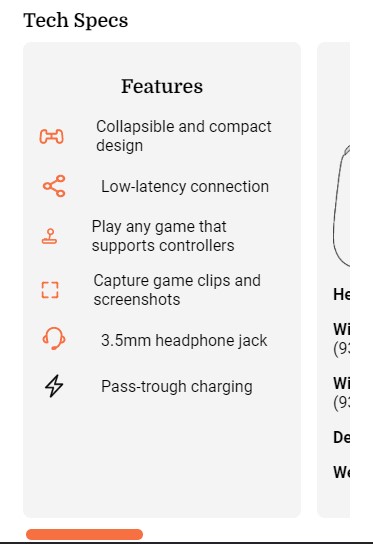 Tech Specs
Features
Collapsible and compact
design
Low-latency connection
Play any game that
supports controllers
Capture game clips and
screenshots
3.5mm headphone jack
Pass-trough charging